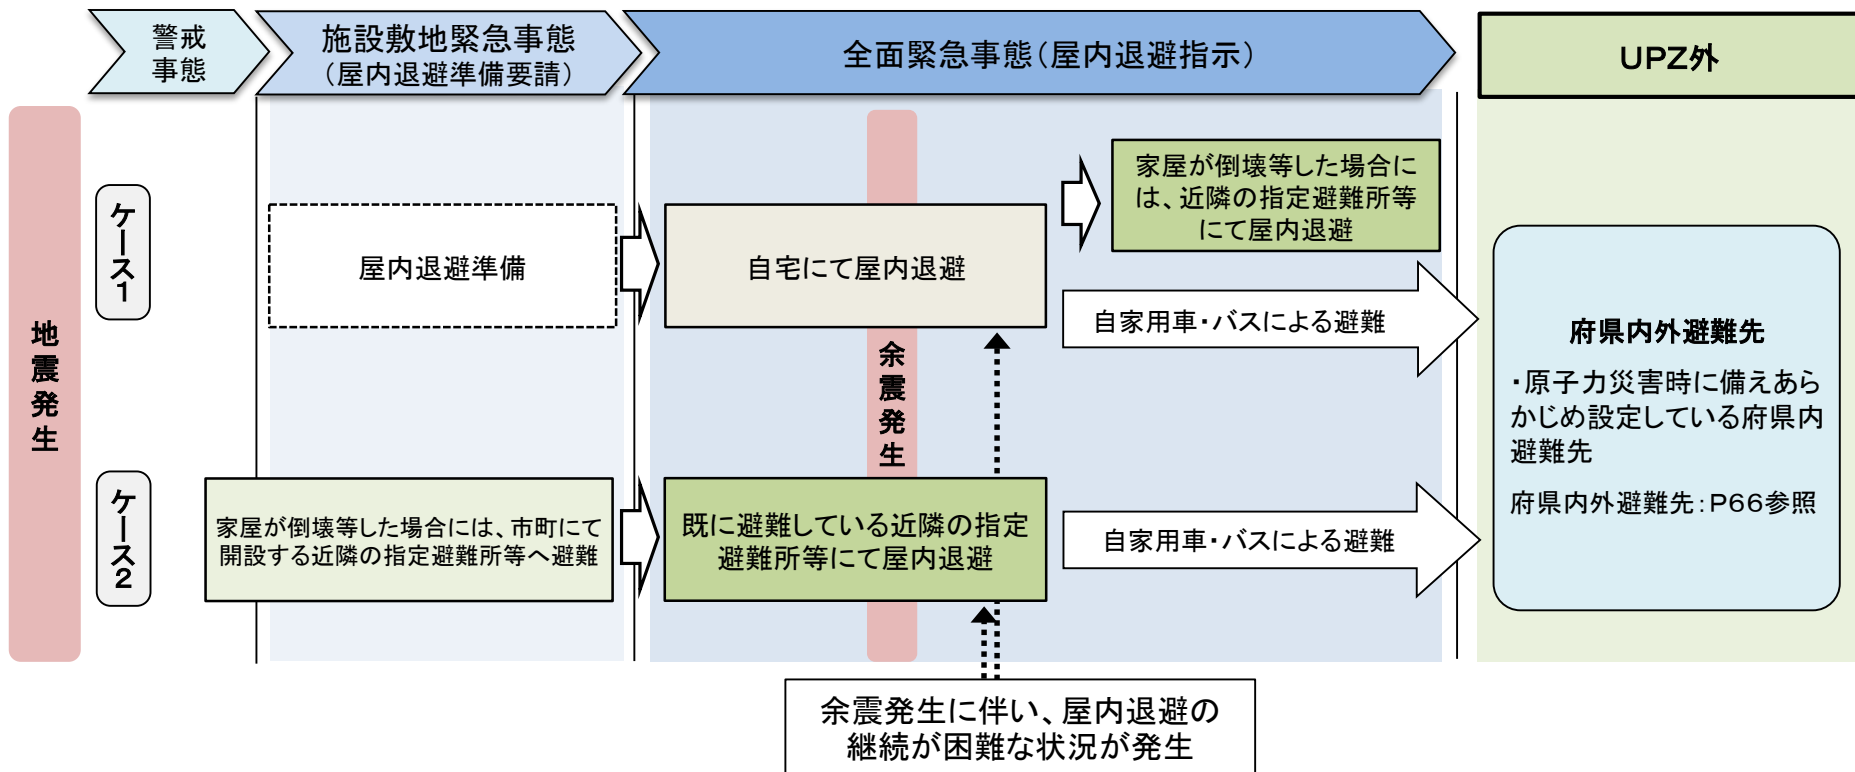 警戒
事態
施設敷地緊急事態
(屋内退避準備要請)
全面緊急事態(屋内退避指示)
UPZ外
地震発生
ケース1
屋内退避準備
自宅にて屋内退避
余震発生
家屋が倒壊等した場合に
は、近隣の指定避難所等
にて屋内退避
自家用車・バスによる避難
ケース2
家屋が倒壊等した場合には、市町にて
開設する近隣の指定避難所等へ避難
既に避難している近隣の指定
避難所等にて屋内退避
自家用車・バスによる避難
府県内外避難先
・原子力災害時に備えあら
かじめ設定している府県内
避難先
府県内外避難先:P66参照
余震発生に伴い、屋内退避の
継続が困難な状況が発生